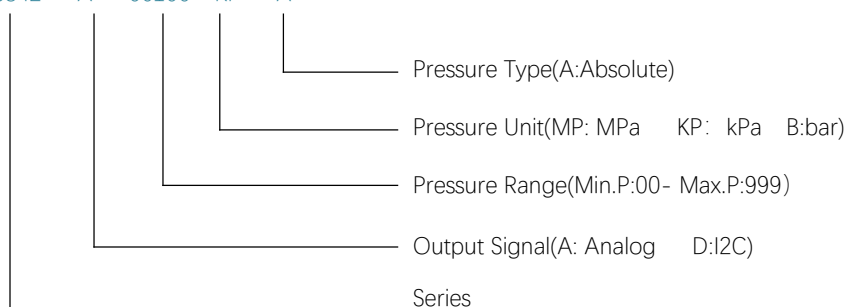 Pressure Type(A:Absolute)
Pressure Unit(MP: MPa KP: kPa B:bar)
Pressure Range(Min.P:00- Max.P:999)
Output Signal(A: Analog D:I2C)
Series